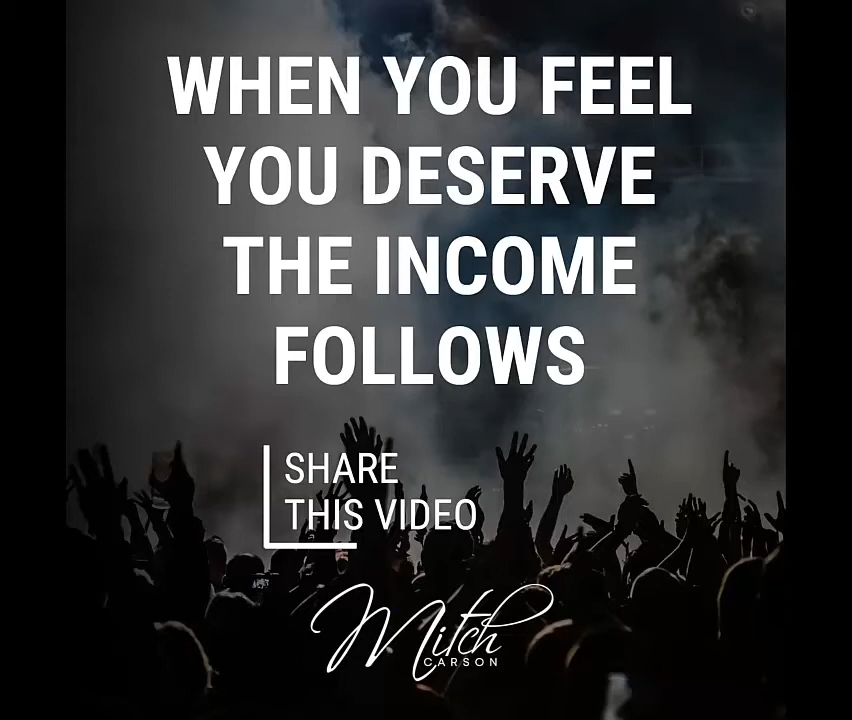 WHEN YOU FEEL
YOU DESERVE
THE INCOME
FOLLOWS
SHARE
THIS VIDEO
Mitch
CARSON